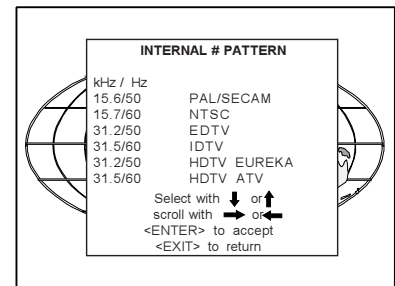 INTERNAL # PATTERN
kHz / Hz
15.6/50 PAL/SECAM
15.7/60 NTSC
31.2/50 EDTV
31.5/60 IDTV
31.2/50 HDTV EUREKA
31.5/60 HDTV ATV
Select with ⬇ or ⬆
scroll with ➡ or ⬅
<ENTER> to accept
<EXIT> to return